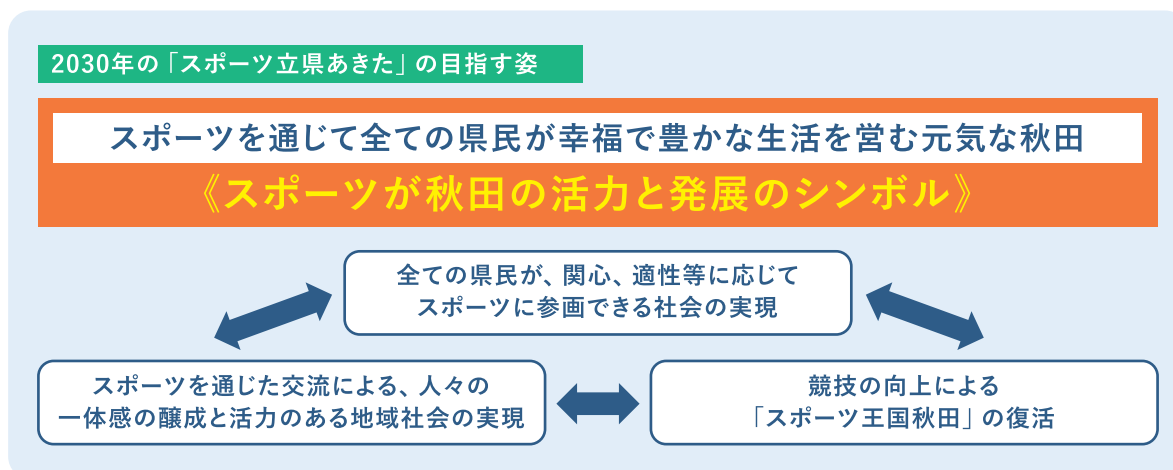 2030年の「スポーツ立県あきた」の目指す姿
スポーツを通じて全ての県民が幸福で豊かな生活を営む元気な秋田
《スポーツが秋田の活力と発展のシンボル》
全ての県民が、関心、適性等に応じて
スポーツに参画できる社会の実現
スポーツを通じた交流による、人々の
一体感の醸成と活力のある地域社会の実現
競技の向上による
「スポーツ王国秋田」の復活